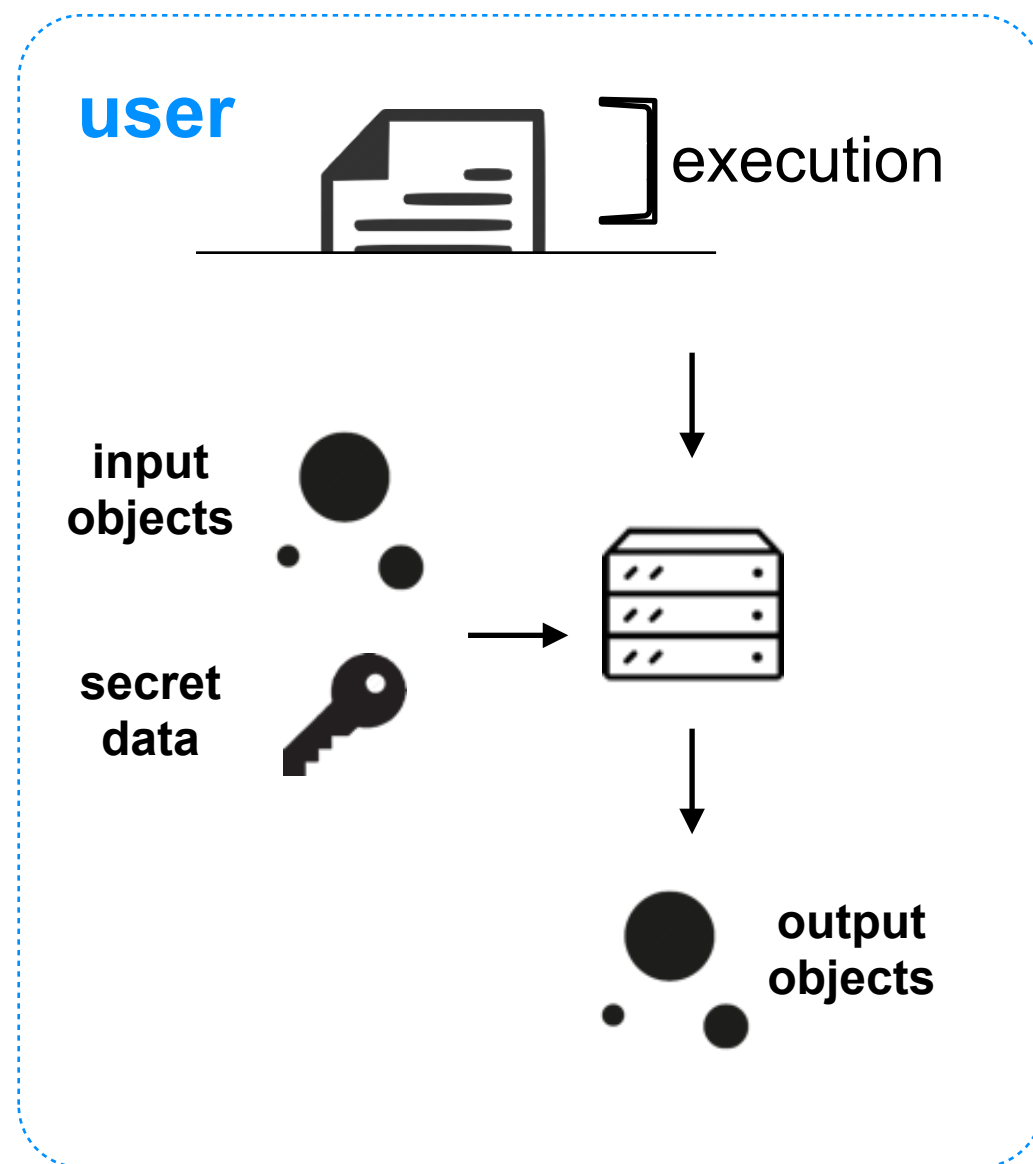 user
execution
input
objects
secret
data
output
objects